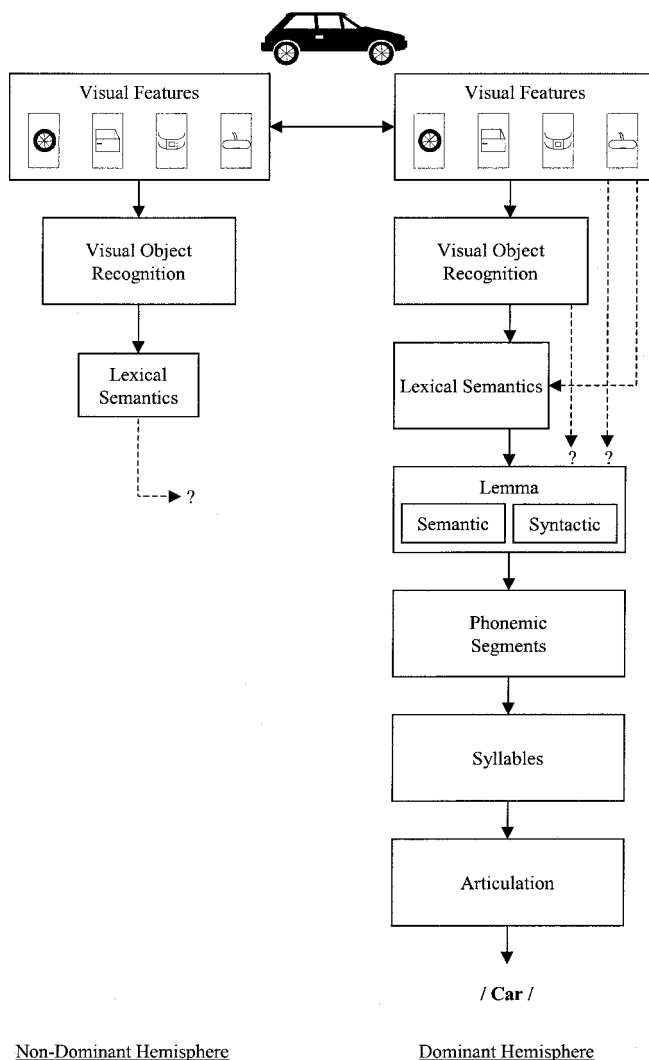 Visual Features
Visual Features
Visual Object
Recognition
Visual Object
Recognition
Lexical
Semantics
Lexical Semantics
?
?
?
Lemma
Semantic
Syntactic
Phonemic
Segments
Syllables
Articulation
/ Car /
Non-Dominant Hemisphere
Dominant Hemisphere